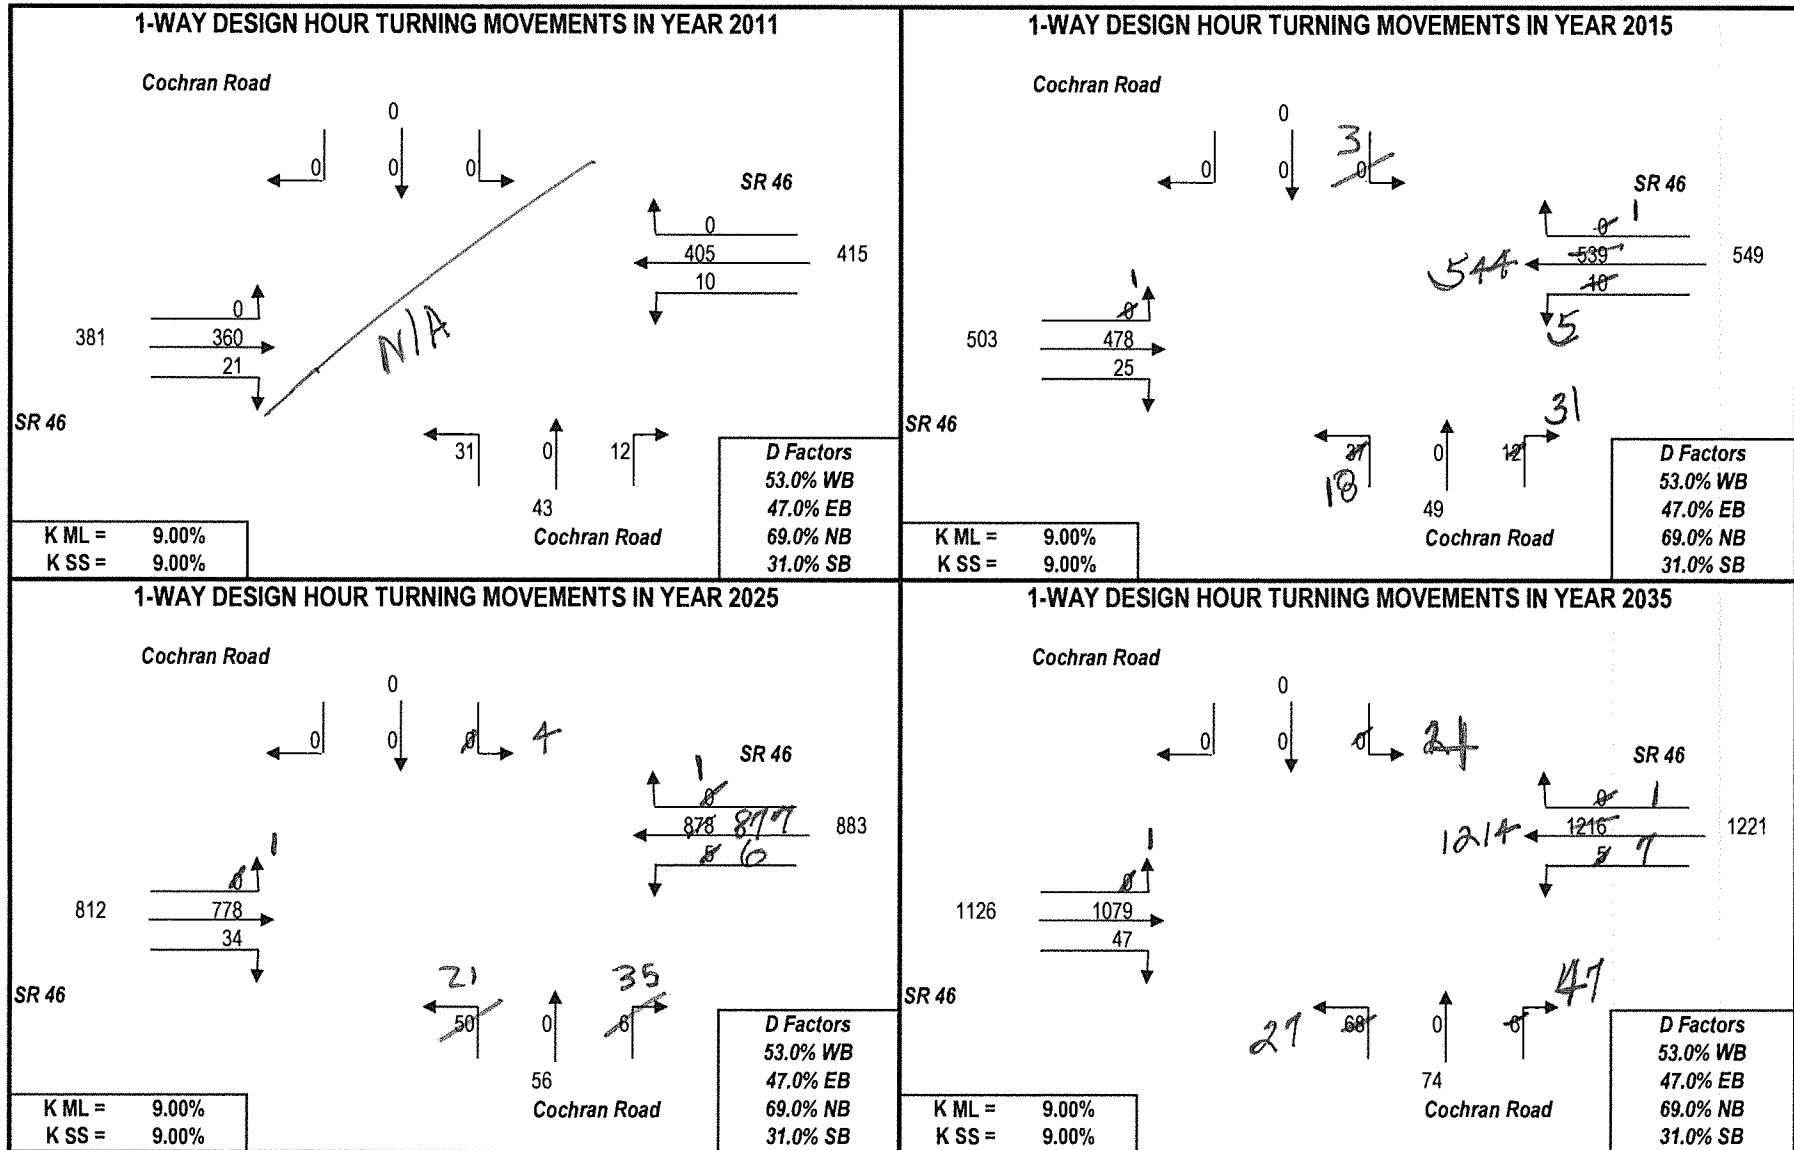 1-WAY DESIGN HOUR TURNING MOVEMENTS IN YEAR 2011
Cochran Road
0
0 0 0
SR 46
0
405 415
10
0
381 360
21
N/A
SR 46
31 0 12
43
Cochran Road
D Factors
53.0% WB
47.0% EB
69.0% NB
31.0% SB
K ML = 9.00%
K SS = 9.00%
1-WAY DESIGN HOUR TURNING MOVEMENTS IN YEAR 2015
Cochran Road
0
3
0 0 0
SR 46
0 1
544 539 549
10
5
1
0
503 478
25
SR 46
31
37 0 12
18
49
Cochran Road
D Factors
53.0% WB
47.0% EB
69.0% NB
31.0% SB
K ML = 9.00%
K SS = 9.00%
1-WAY DESIGN HOUR TURNING MOVEMENTS IN YEAR 2025
Cochran Road
0
0 0 0 4
SR 46
1
0
878 877 883
5 6
1
0
812 778
34
SR 46
21 35
50 0 6
56
Cochran Road
D Factors
53.0% WB
47.0% EB
69.0% NB
31.0% SB
K ML = 9.00%
K SS = 9.00%
1-WAY DESIGN HOUR TURNING MOVEMENTS IN YEAR 2035
Cochran Road
0
0 0 0
SR 46
0 1
1214 1216 1221
5 7
1
0
1126 1079
47
SR 46
47
27 68 0 6
74
Cochran Road
D Factors
53.0% WB
47.0% EB
69.0% NB
31.0% SB
K ML = 9.00%
K SS = 9.00%